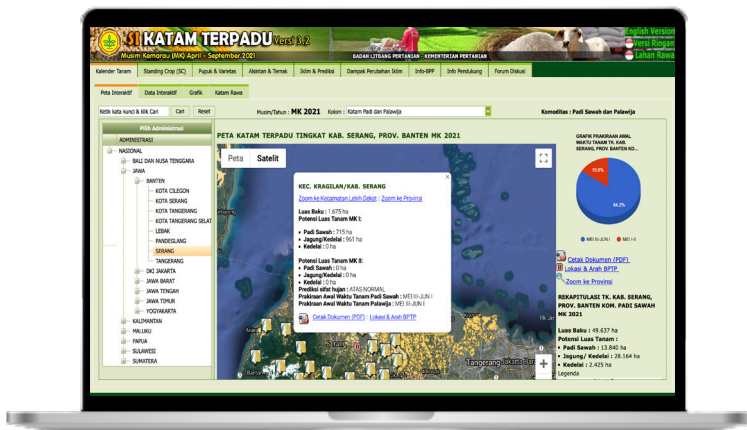 SI KATAM TERPADU Versi 3.2
Musim Kemarau (MK) April - September 2021
BADAN LITBANG PERTANIAN - KEMENTERIAN PERTANIAN
English Version
Versi Ringan
Lahan Rawa
Kalender Tanam Standing Crop (SC) Pupuk & Varietas Alsintan & Ternak Iklim & Prediksi Dampak Perubahan Iklim Info-BPP Info Pendukung Forum Diskusi
Peta Interaktif Data Interaktif Grafik Katam Rawa
Ketik kata kunci & klik Cari Cari Reset
Musim/Tahun : MK 2021 Kolom : Katam Padi dan Palawija
Komoditas : Padi Sawah dan Palawija
Pilih Administrasi
ADMINISTRASI
NASIONAL
BALI DAN NUSA TENGGARA
JAWA
BANTEN
KOTA CILEGON
KOTA SERANG
KOTA TANGERANG
KOTA TANGERANG SELAT
LEBAK
PANDEGLANG
SERANG
TANGERANG
DKI JAKARTA
JAWA BARAT
JAWA TENGAH
JAWA TIMUR
YOGYAKARTA
KALIMANTAN
MALUKU
PAPUA
SULAWESI
SUMATERA
PETA KATAM TERPADU TINGKAT KAB. SERANG, PROV. BANTEN MK 2021
Peta Satelit
KEC. KRAGILAN/KAB. SERANG
Zoom ke Kecamatan Lebih Dekat : Zoom ke Provinsi
Luas Baku : 1.675 ha
Potensi Luas Tanam MK I:
• Padi Sawah : 715 ha
• Jagung/Kedelai : 961 ha
• Kedelai : 0 ha
Potensi Luas Tanam MK II:
• Padi Sawah : 0 ha
• Jagung/Kedelai : 0 ha
• Kedelai : 0 ha
Prediksi sifat hujan : ATAS NORMAL
Prakiraan Awal Waktu Tanam Padi Sawah : MEI III-JUN I
Prakiraan Awal Waktu Tanam Palawija : MEI III-JUN I
Cetak Dokumen (PDF) : Lokasi & Arah BPTP
Serang
Tangerang
Jakarta Bar
GRAFIK PRAKIRAAN AWAL
WAKTU TANAM TK. KAB.
SERANG, PROV. BANTEN KO...
15.8%
84.2%
MEI III-JUN I MEI I-II
Cetak Dokumen (PDF)
Lokasi & Arah BPTP
Zoom ke Provinsi
REKAPITULASI TK. KAB. SERANG,
PROV. BANTEN KOM. PADI SAWAH
MK 2021
Luas Baku : 49.637 ha
Potensi Luas Tanam :
• Padi Sawah : 13.840 ha
• Jagung/ Kedelai : 28.164 ha
• Kedelai : 2.425 ha
Legenda